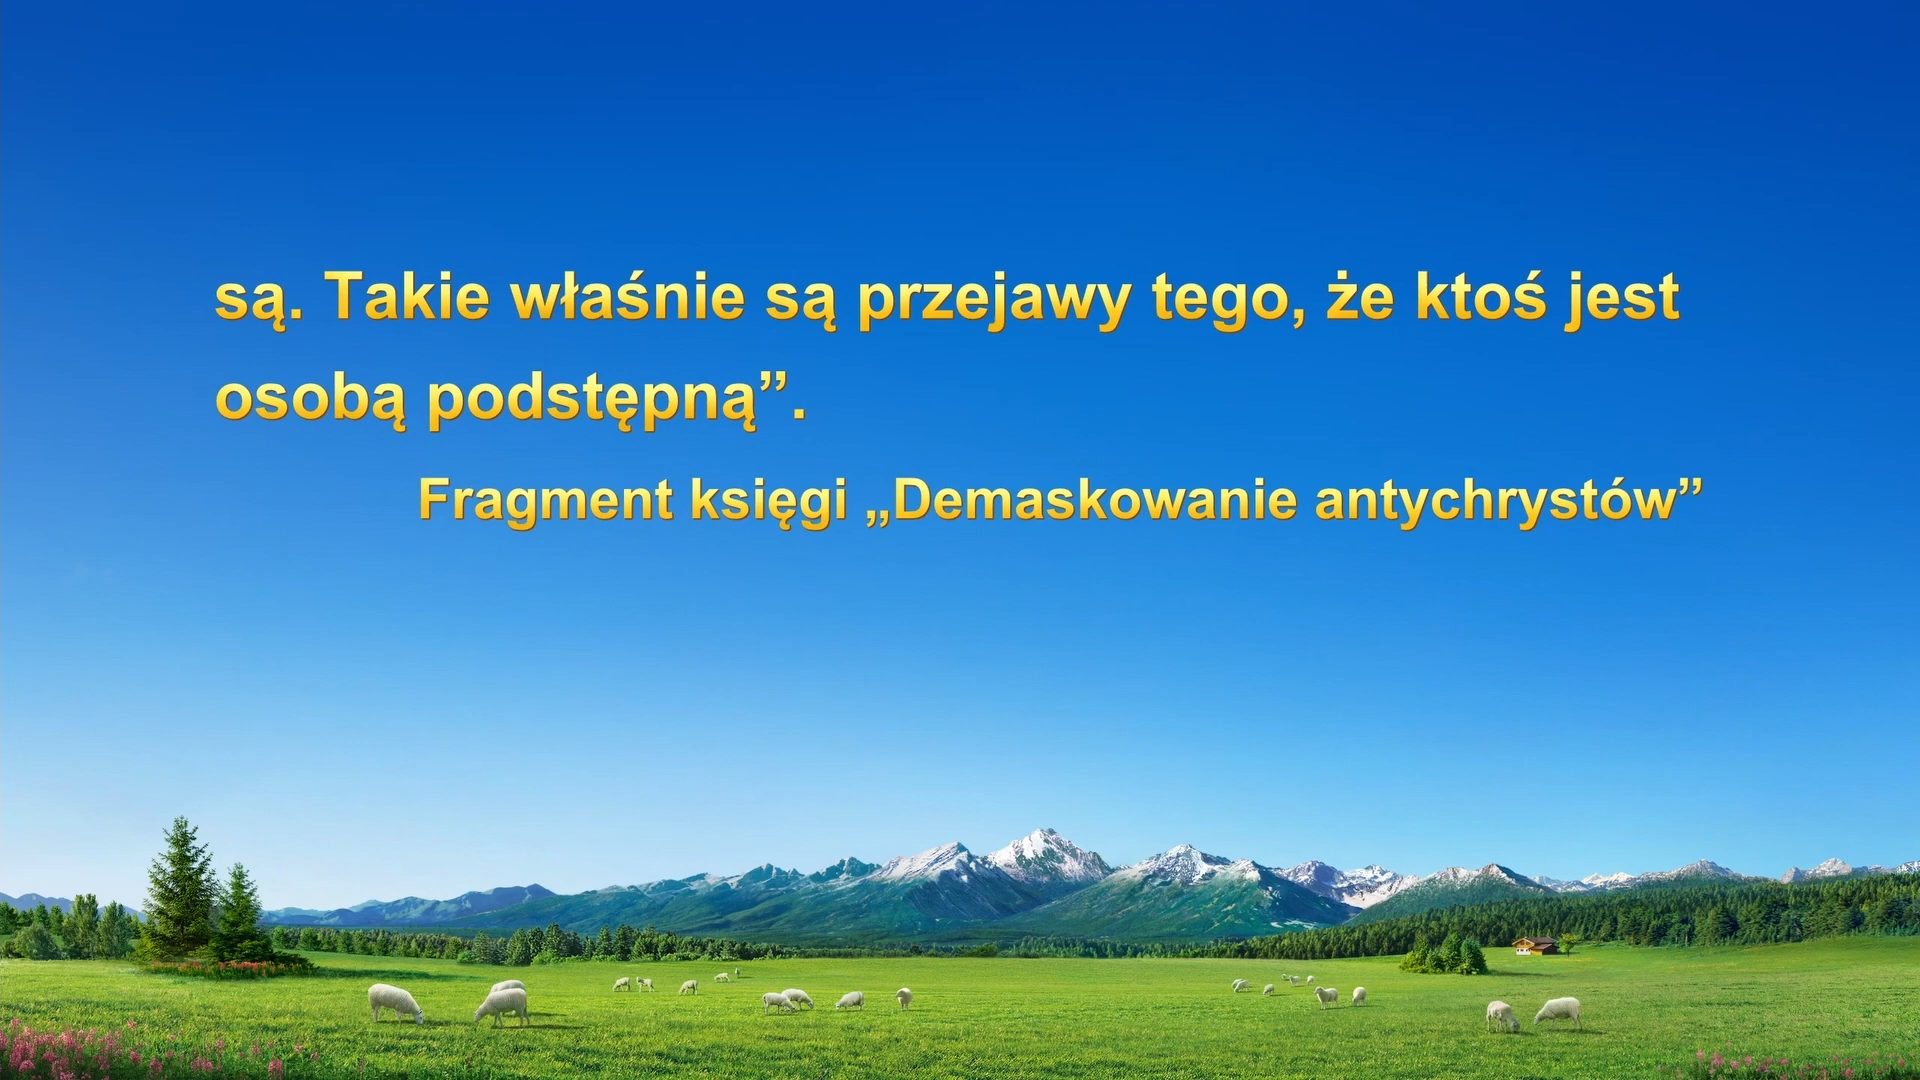 są. Takie właśnie są przejawy tego, że ktoś jest
osobą podstępną”.
Fragment księgi „Demaskowanie antychrystów”